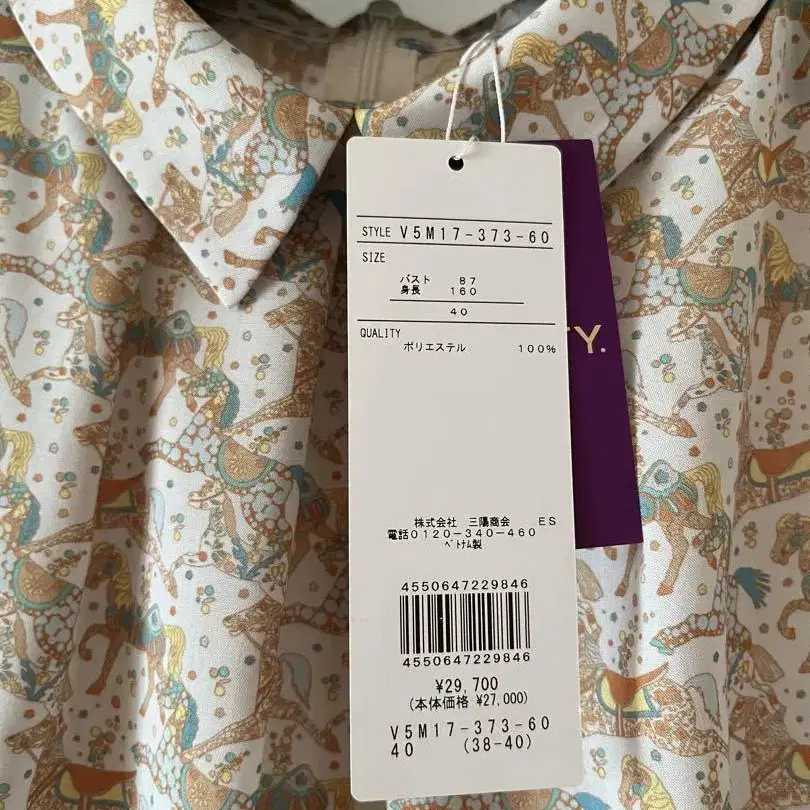 STYLE V5M17-373-60
SIZE
バスト 87
身長 160
40
QUALITY
ポリエステル 100%
TY.
株式会社 三陽商会 ES
電話0120-340-460
ベトナム製
4550647229846
4550647229846
¥29,700
(本体価格 ¥27,000)
V5M17-373-60
40 (38-40)